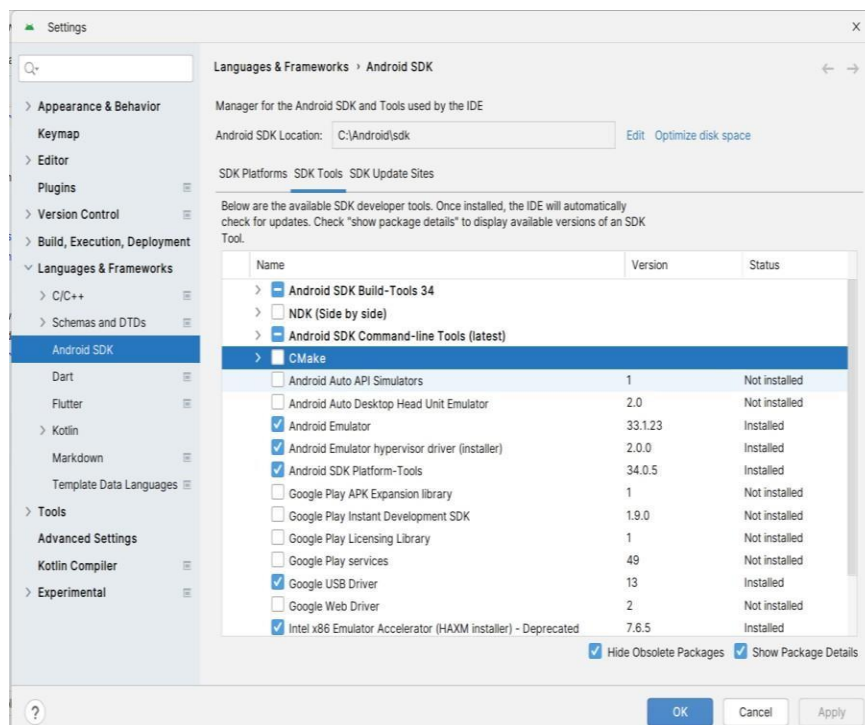 Settings
X
Languages & Frameworks › Android SDK
Appearance & Behavior
Keymap
Editor
Plugins
Version Control
Build, Execution, Deployment
Languages & Frameworks
C/C++
Schemas and DTDs
Android SDK
Dart
Flutter
Kotlin
Markdown
Template Data Languages
Tools
Advanced Settings
Kotlin Compiler
Experimental
Manager for the Android SDK and Tools used by the IDE
Android SDK Location: C:\Android\sdk Edit Optimize disk space
SDK Platforms SDK Tools SDK Update Sites
Below are the available SDK developer tools. Once installed, the IDE will automatically
check for updates. Check "show package details" to display available versions of an SDK
Tool.
Name Version Status
Android SDK Build-Tools 34
NDK (Side by side)
Android SDK Command-line Tools (latest)
CMake
Android Auto API Simulators 1 Not installed
Android Auto Desktop Head Unit Emulator 2.0 Not installed
Android Emulator 33.1.23 Installed
Android Emulator hypervisor driver (installer) 2.0.0 Installed
Android SDK Platform-Tools 34.0.5 Installed
Google Play APK Expansion library 1 Not installed
Google Play Instant Development SDK 1.9.0 Not installed
Google Play Licensing Library 1 Not installed
Google Play services 49 Not installed
Google USB Driver 13 Installed
Google Web Driver 2 Not installed
Intel x86 Emulator Accelerator (HAXM installer) - Deprecated 7.6.5 Installed
Hide Obsolete Packages Show Package Details
? OK Cancel Apply